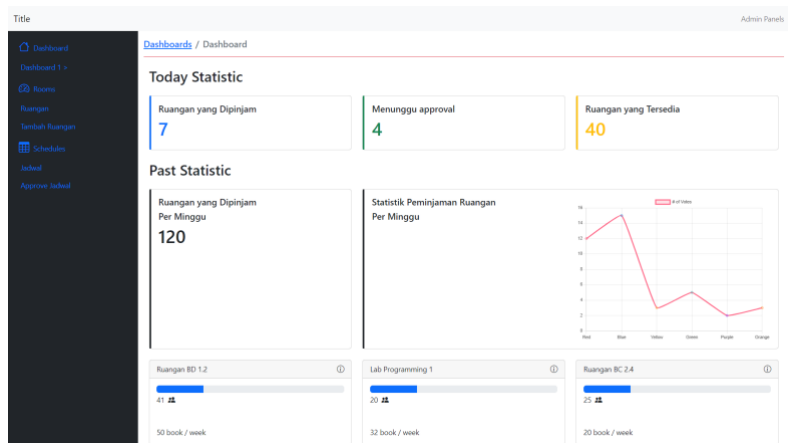 Title
Admin Panels
Dashboard
Dashboard 1 >
Rooms
Ruangan
Tambah Ruangan
Schedules
Jadwal
Approve Jadwal
Dashboards / Dashboard
Today Statistic
Ruangan yang Dipinjam
7
Menunggu approval
4
Ruangan yang Tersedia
40
Past Statistic
Ruangan yang Dipinjam
Per Minggu
120
Statistik Peminjaman Ruangan
Per Minggu
# of Votes
16
14
12
10
8
6
4
2
0
Red
Blue
Yellow
Green
Purple
Orange
Ruangan BD 1.2
41
50 book / week
Lab Programming 1
20
32 book / week
Ruangan BC 2.4
25
20 book / week